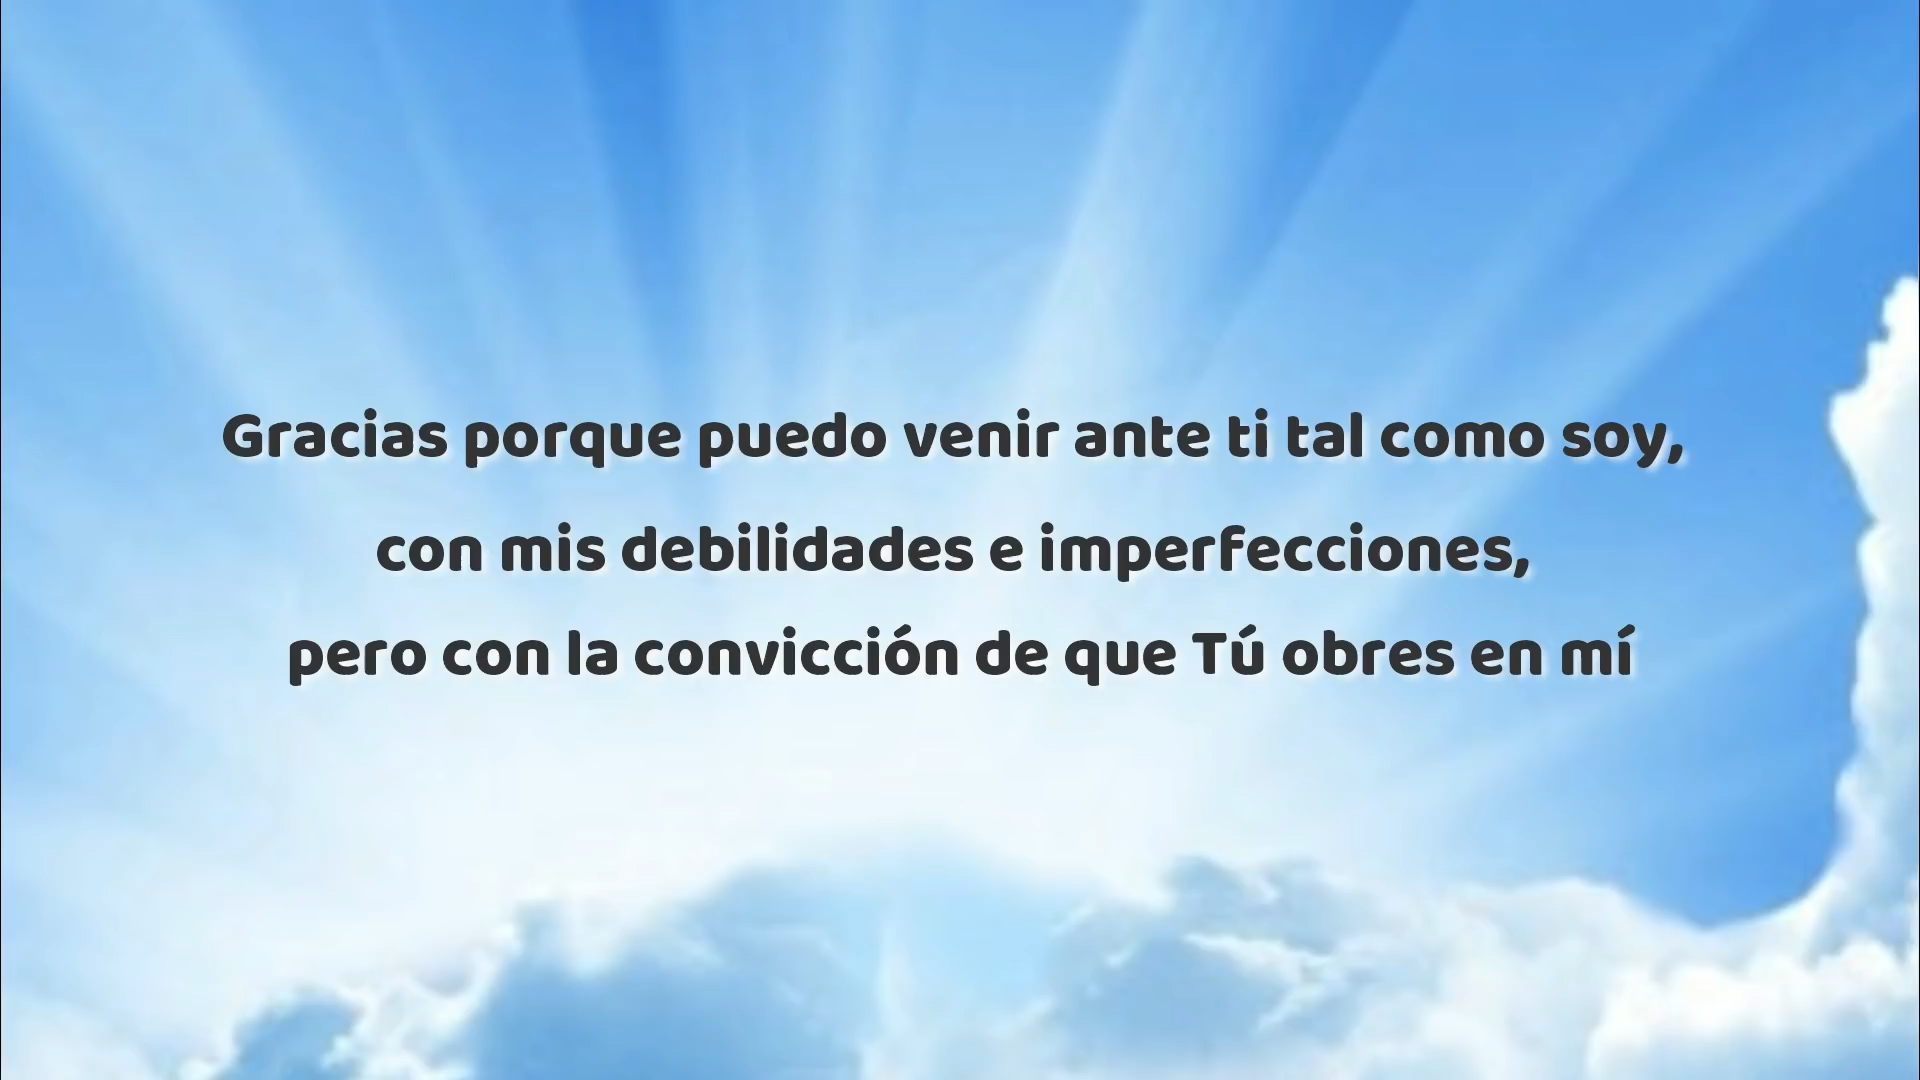 Gracias porque puedo venir ante ti tal como soy,
con mis debilidades e imperfecciones,
pero con la convicción de que Tú obres en mí